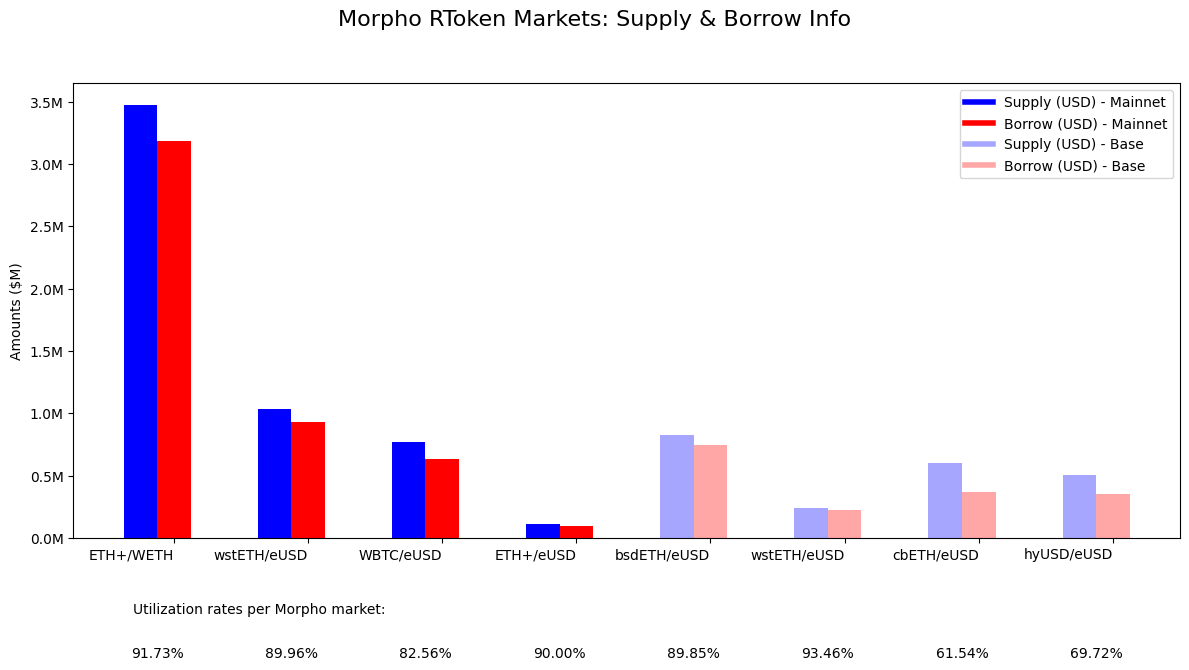 Morpho RToken Markets: Supply & Borrow Info
Supply (USD) - Mainnet
Borrow (USD) - Mainnet
Supply (USD) - Base
Borrow (USD) - Base
Amounts ($M)
3.5M
3.0M
2.5M
2.0M
1.5M
1.0M
0.5M
0.0M
ETH+/WETH wstETH/eUSD WBTC/eUSD ETH+/eUSD bsdETH/eUSD wstETH/eUSD cbETH/eUSD hyUSD/eUSD
Utilization rates per Morpho market:
91.73% 89.96% 82.56% 90.00% 89.85% 93.46% 61.54% 69.72%